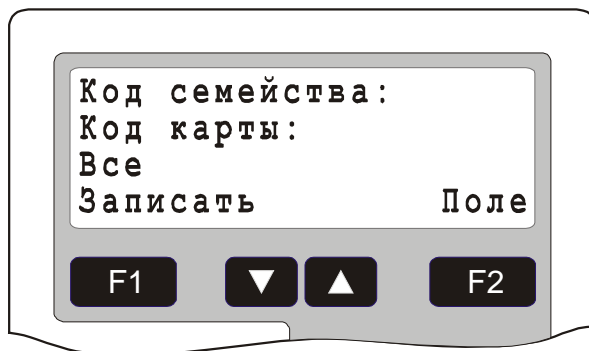 Код семейства:
Код карты:
Все
Записать Поле
F1 ▼ ▲ F2